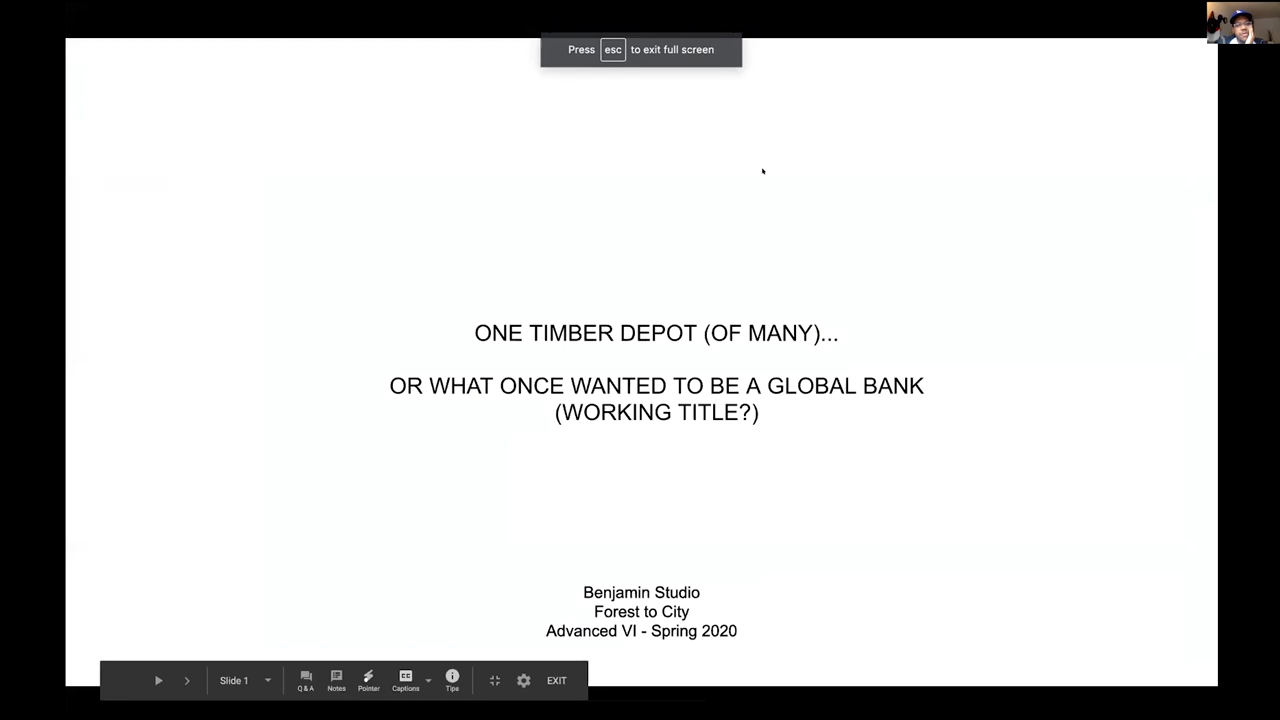 Press esc to exit full screen
ONE TIMBER DEPOT (OF MANY)...
OR WHAT ONCE WANTED TO BE A GLOBAL BANK
(WORKING TITLE?)
Benjamin Studio
Forest to City
Advanced VI - Spring 2020
Slide 1
Q & A
Notes
Pointer
Captions
Tips
EXIT